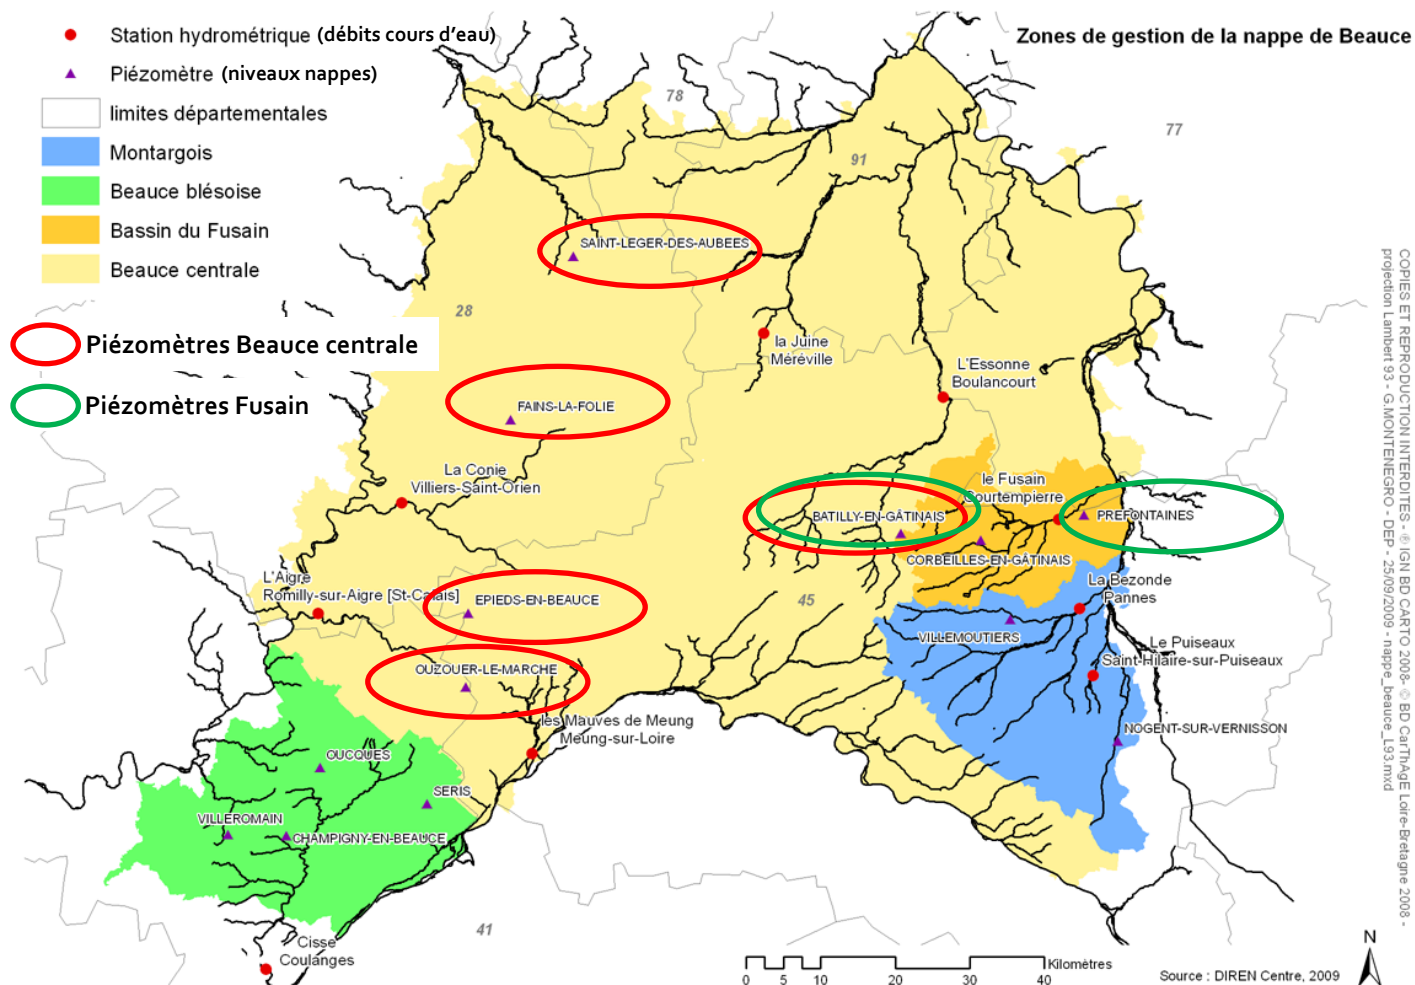 Zones de gestion de la nappe de Beauce
Station hydrométrique (débits cours d'eau)
Piézomètre (niveaux nappes)
limites départementales
Montargois
Beauce blésoise
Bassin du Fusain
Beauce centrale
Piézomètres Beauce centrale
Piézomètres Fusain
78
77
91
28
SAINT-LEGER-DES-AUBEES
la Juine
Méréville
L'Essonne
Boulancourt
FAINS-LA-FOLIE
La Conie
Villiers-Saint-Orien
le Fusain
Courtempierre
BATILLY-EN-GÂTINAIS
PREFONTAINES
CORBEILLES-EN-GÂTINAIS
L'Aigre
Romilly-sur-Aigre [St-Calais]
EPIEDS-EN-BEAUCE
45
La Bezonde
Pannes
VILLEMOUTIERS
Le Puiseaux
Saint-Hilaire-sur-Puiseaux
OUZOUER-LE-MARCHE
les Mauves de Meung
Meung-sur-Loire
NOGENT-SUR-VERNISSON
OUCQUES
SERIS
VILLEROMAIN
CHAMPIGNY-EN-BEAUCE
41
Cisse
Coulanges
0 5 10 20 30 40
Kilomètres
Source : DIREN Centre, 2009
N
COPIES ET REPRODUCTION INTERDITES - © IGN BD CARTO 2008- © BD CarThAgE Loire-Bretagne 2008 -
projection Lambert 93 - G.MONTENEGRO - DEP - 25/09/2009 - nappe_beauce_L93.mxd